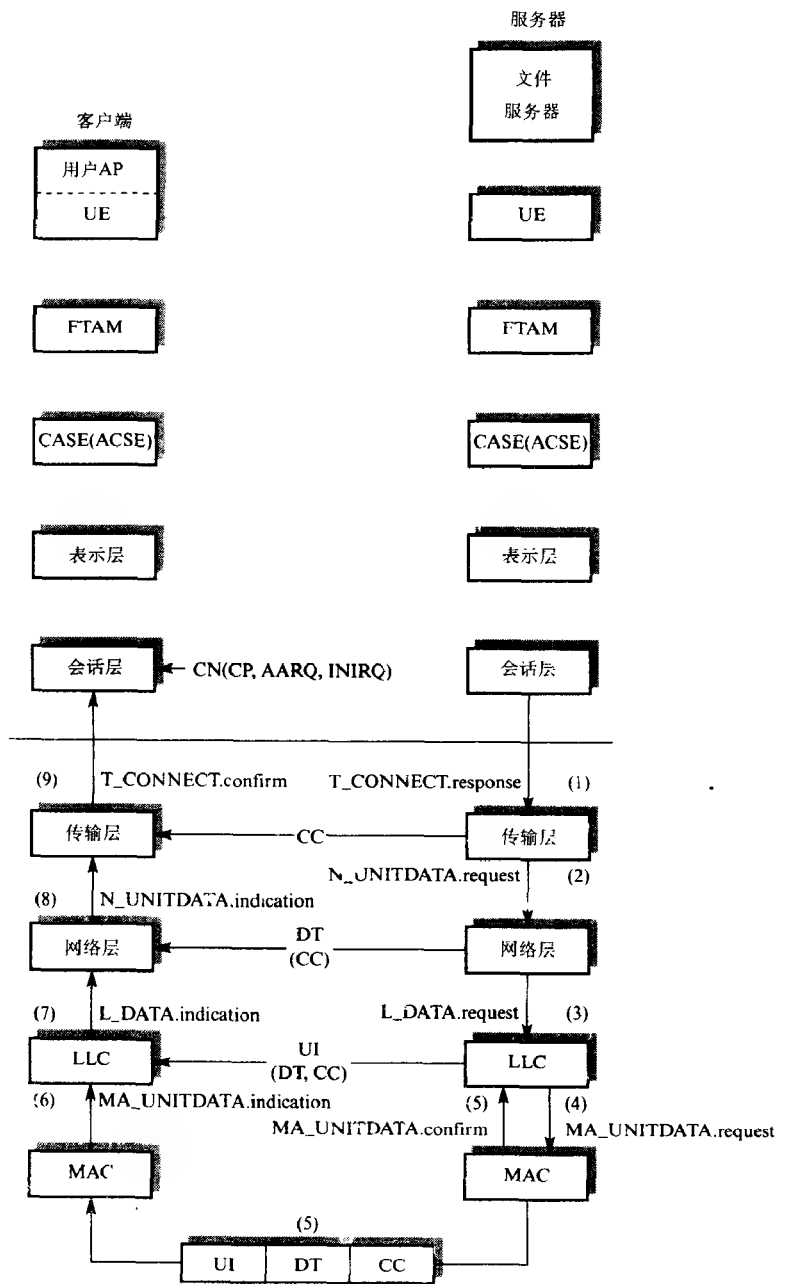 服务器
文件
服务器
客户端
用户AP
UE
UE
FTAM
FTAM
CASE(ACSE)
CASE(ACSE)
表示层
表示层
会话层
CN(CP, AARQ, INIRQ)
会话层
(9) T_CONNECT.confirm
T_CONNECT.response (1)
传输层
CC
传输层
N_UNITDATA.request (2)
(8) N_UNITDATA.indication
网络层
DT
(CC)
网络层
(7) L_DATA.indication
L_DATA.request (3)
LLC
UI
(DT, CC)
LLC
(6) MA_UNITDATA.indication
(5) (4)
MA_UNITDATA.confirm
MA_UNITDATA.request
MAC
MAC
(5)
UI DT CC